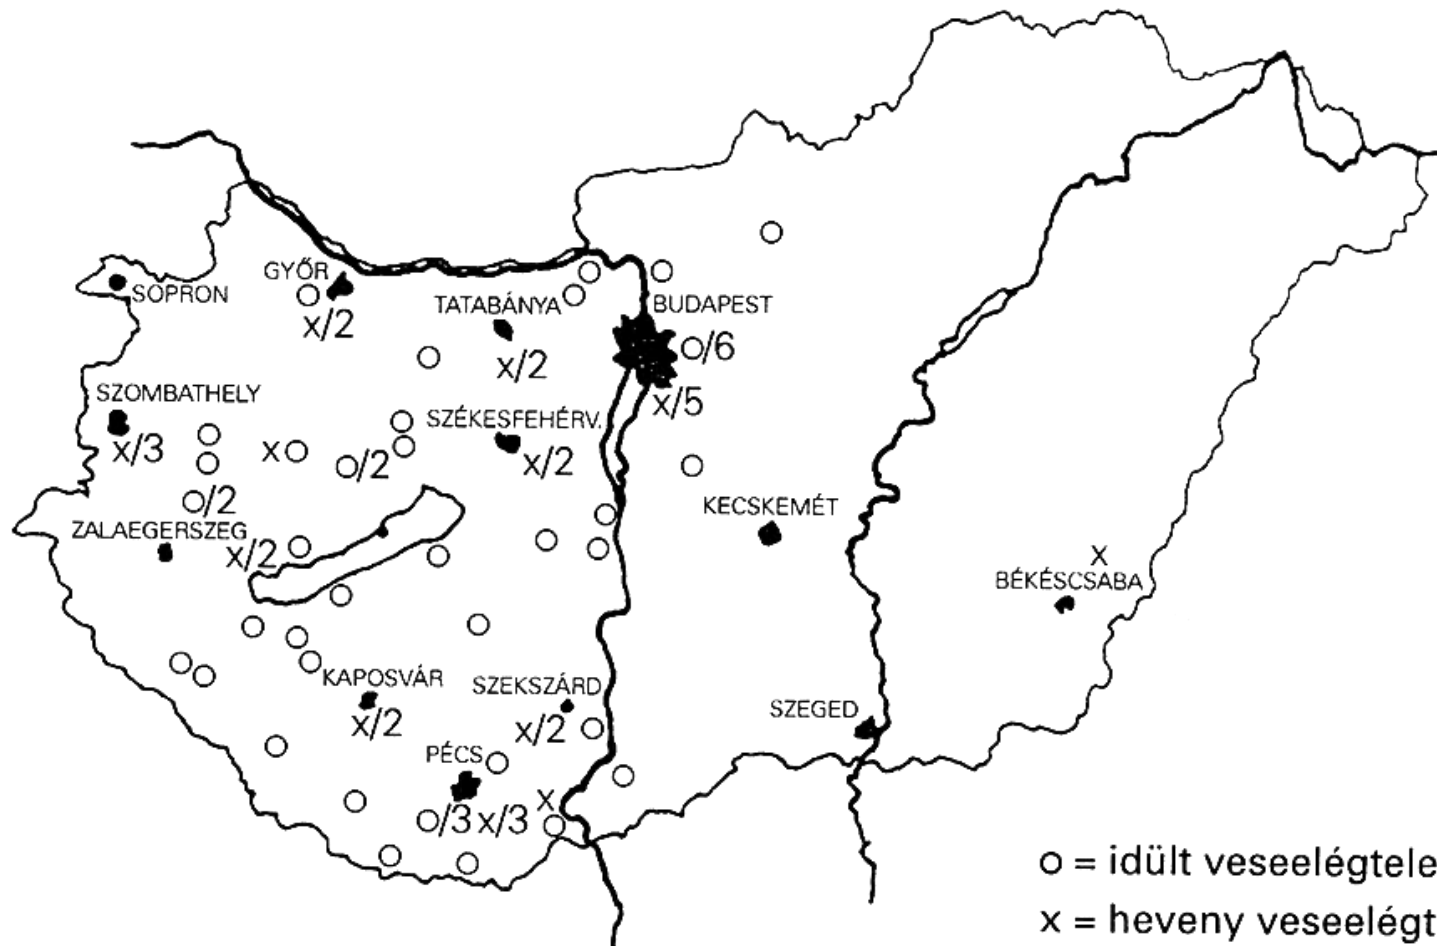 GYŐR
SOPRON
x/2
TATABÁNYA
x/2
BUDAPEST
/6
x/5
SZOMBATHELY
x/3
x
/2
SZÉKESFEHÉRV.
x/2
/2
ZALAEGERSZEG
x/2
KECSKEMÉT
x
BÉKÉSCSABA
KAPOSVÁR
x/2
SZEKSZÁRD
x/2
SZEGED
PÉCS
x
/3 x/3
o = idült veseelégtele
x = heveny veseelégt